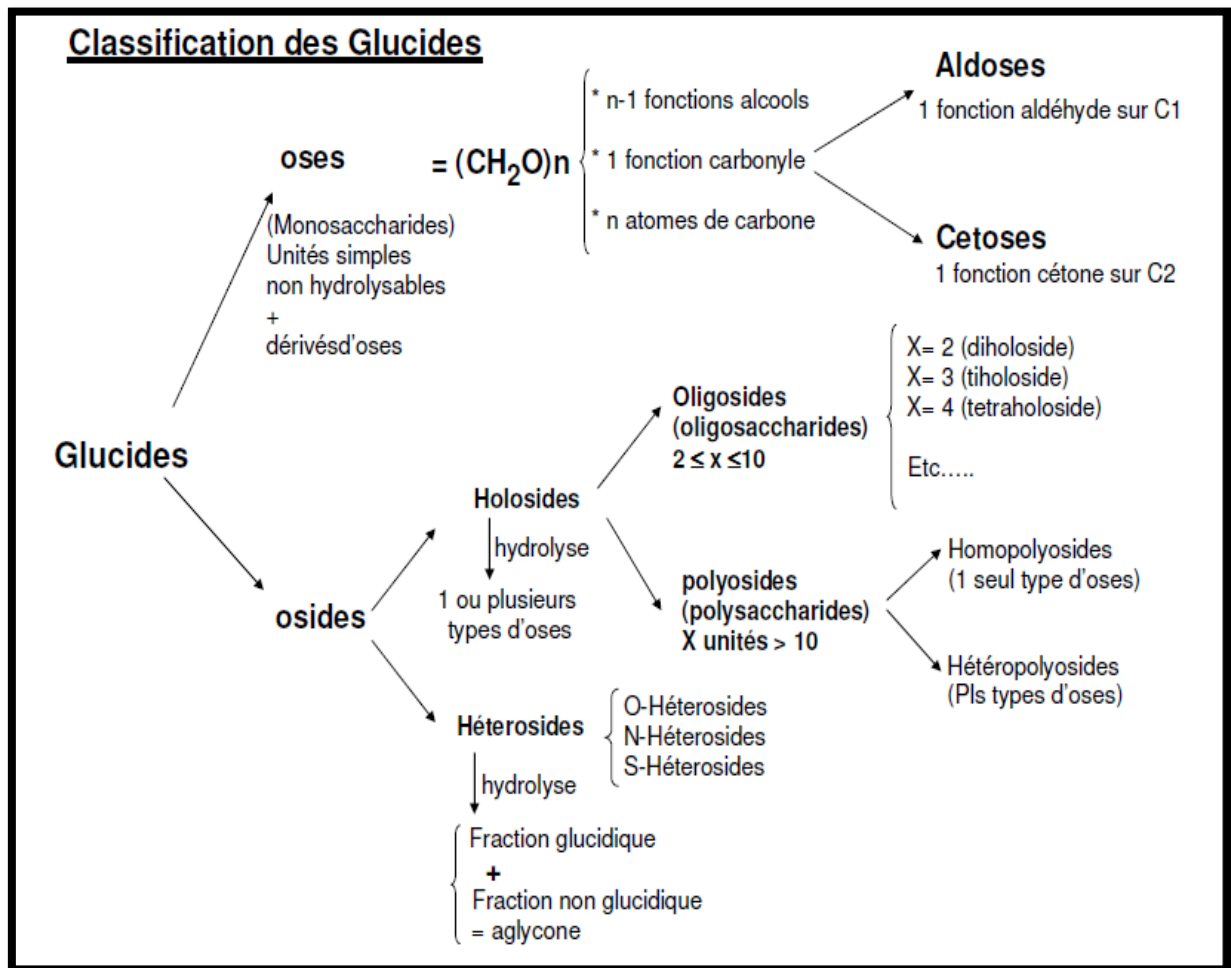 Classification des Glucides
oses
(Monosaccharides)
Unités simples
non hydrolysables
+
dérivésd'oses
= (CH₂O)n
* n-1 fonctions alcools
* 1 fonction carbonyle
* n atomes de carbone
Aldoses
1 fonction aldéhyde sur C1
Cetoses
1 fonction cétone sur C2
Glucides
osides
Holosides
hydrolyse
1 ou plusieurs
types d'oses
Oligosides
(oligosaccharides)
2 ≤ x ≤10
X= 2 (diholoside)
X= 3 (tiholoside)
X= 4 (tetraholoside)
Etc.....
polyosides
(polysaccharides)
X unités > 10
Homopolyosides
(1 seul type d'oses)
Hétéropolyosides
(Pls types d'oses)
Héterosides
O-Héterosides
N-Héterosides
S-Héterosides
hydrolyse
Fraction glucidique
+
Fraction non glucidique
= aglycone